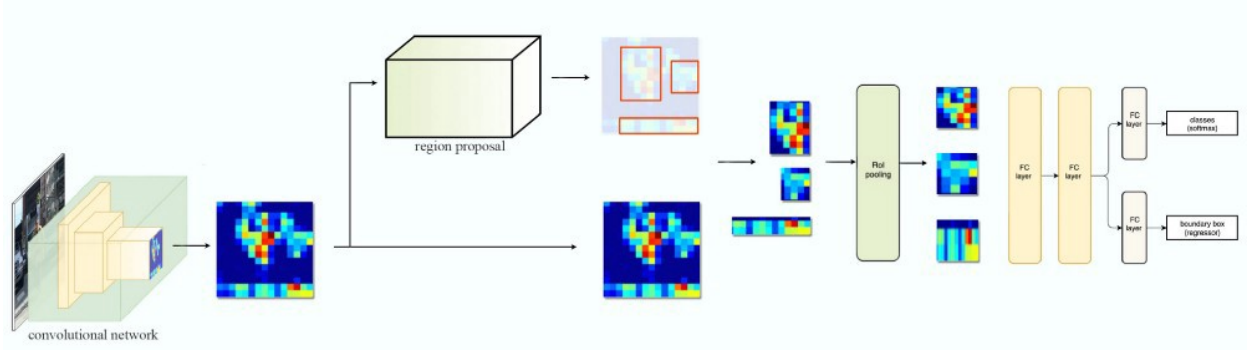 convolutional network
region proposal
RoI
pooling
FC
layer
FC
layer
FC
layer
classes
(softmax)
FC
layer
boundary box
(regressor)